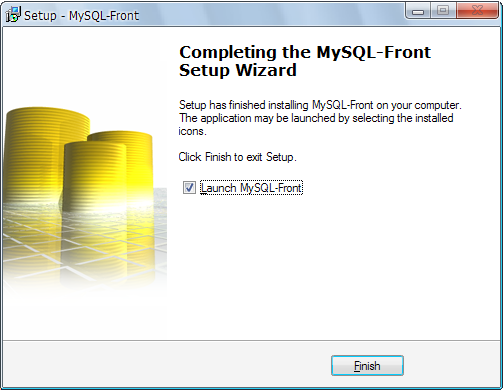 Setup - MySQL-Front
Completing the MySQL-Front
Setup Wizard
Setup has finished installing MySQL-Front on your computer.
The application may be launched by selecting the installed
icons.
Click Finish to exit Setup.
Launch MySQL-Front
Finish